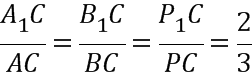 A₁C/AC = B₁C/BC = P₁C/PC = 2/3